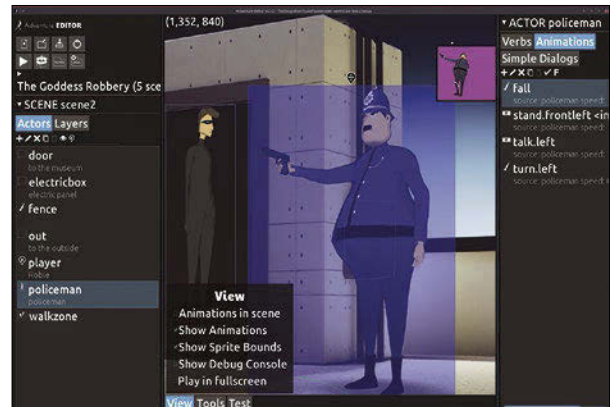 Adventure EDITOR
The Goddess Robbery (5 sce
SCENE scene2
Actors Layers
door
to the museum
electricbox
electric panel
fence
out
to the outside
player
Robie
policeman
policeman
walkzone
(1,352, 840)
View
Animations in scene
Show Animations
Show Sprite Bounds
Show Debug Console
Play in fullscreen
View Tools Test
ACTOR policeman
Verbs Animations
Simple Dialogs
F
fall
source: policeman speed:
stand.frontleft <in
source: policeman speed:
talk.left
source: policeman speed:
turn.left
source: policeman speed: